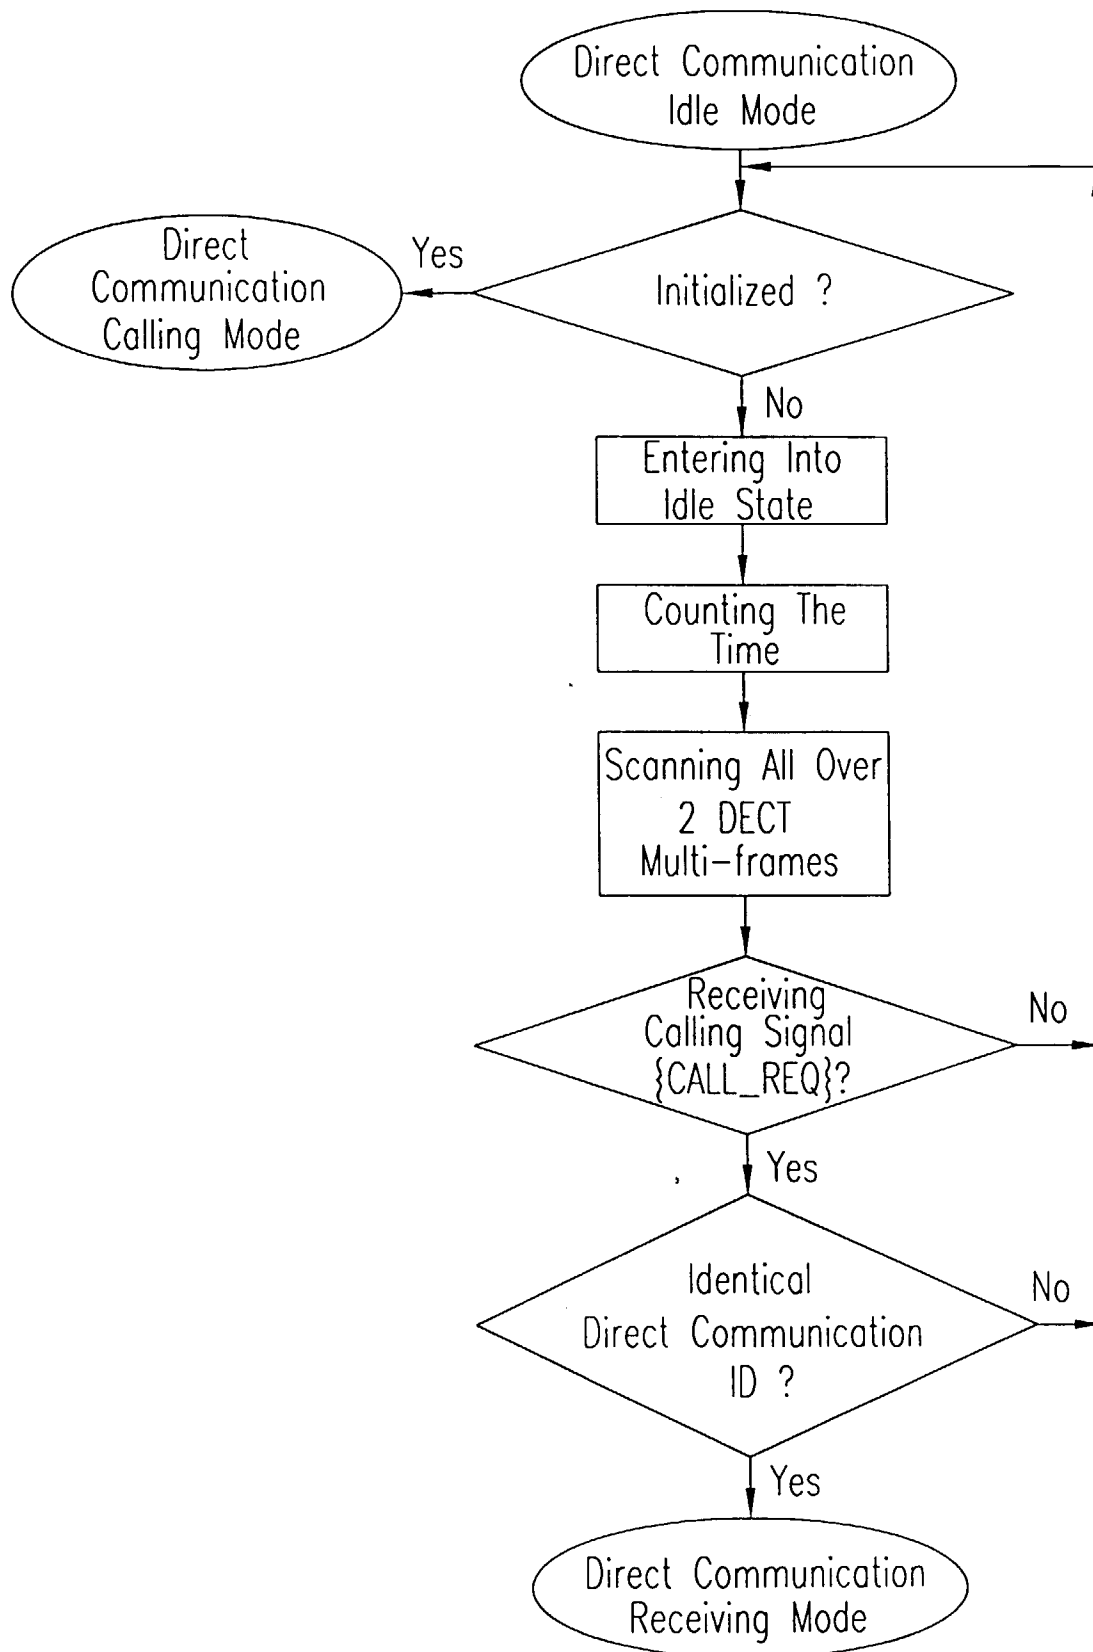 Direct Communication
Idle Mode
Direct
Communication
Calling Mode
Yes
Initialized ?
No
Entering Into
Idle State
Counting The
Time
Scanning All Over
2 DECT
Multi-frames
Receiving
Calling Signal
{CALL_REQ}?
No
Yes
Identical
Direct Communication
ID ?
No
Yes
Direct Communication
Receiving Mode